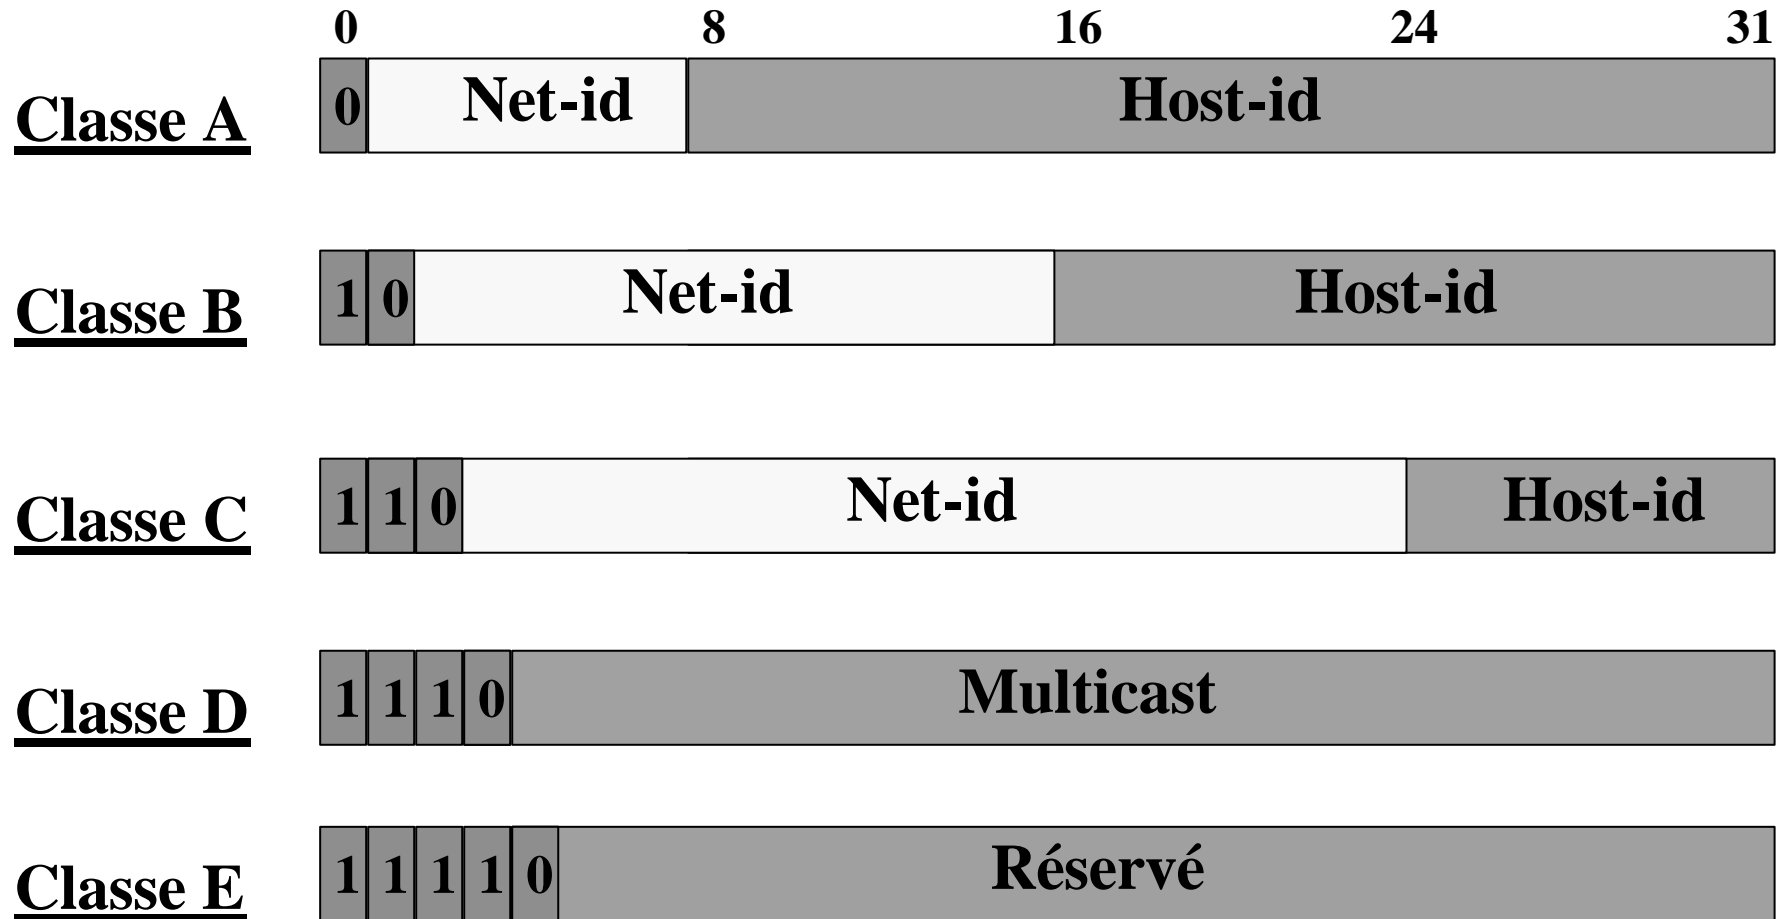 0 8 16 24 31
Classe A 0 Net-id Host-id
Classe B 1 0 Net-id Host-id
Classe C 1 1 0 Net-id Host-id
Classe D 1 1 1 0 Multicast
Classe E 1 1 1 1 0 Réservé